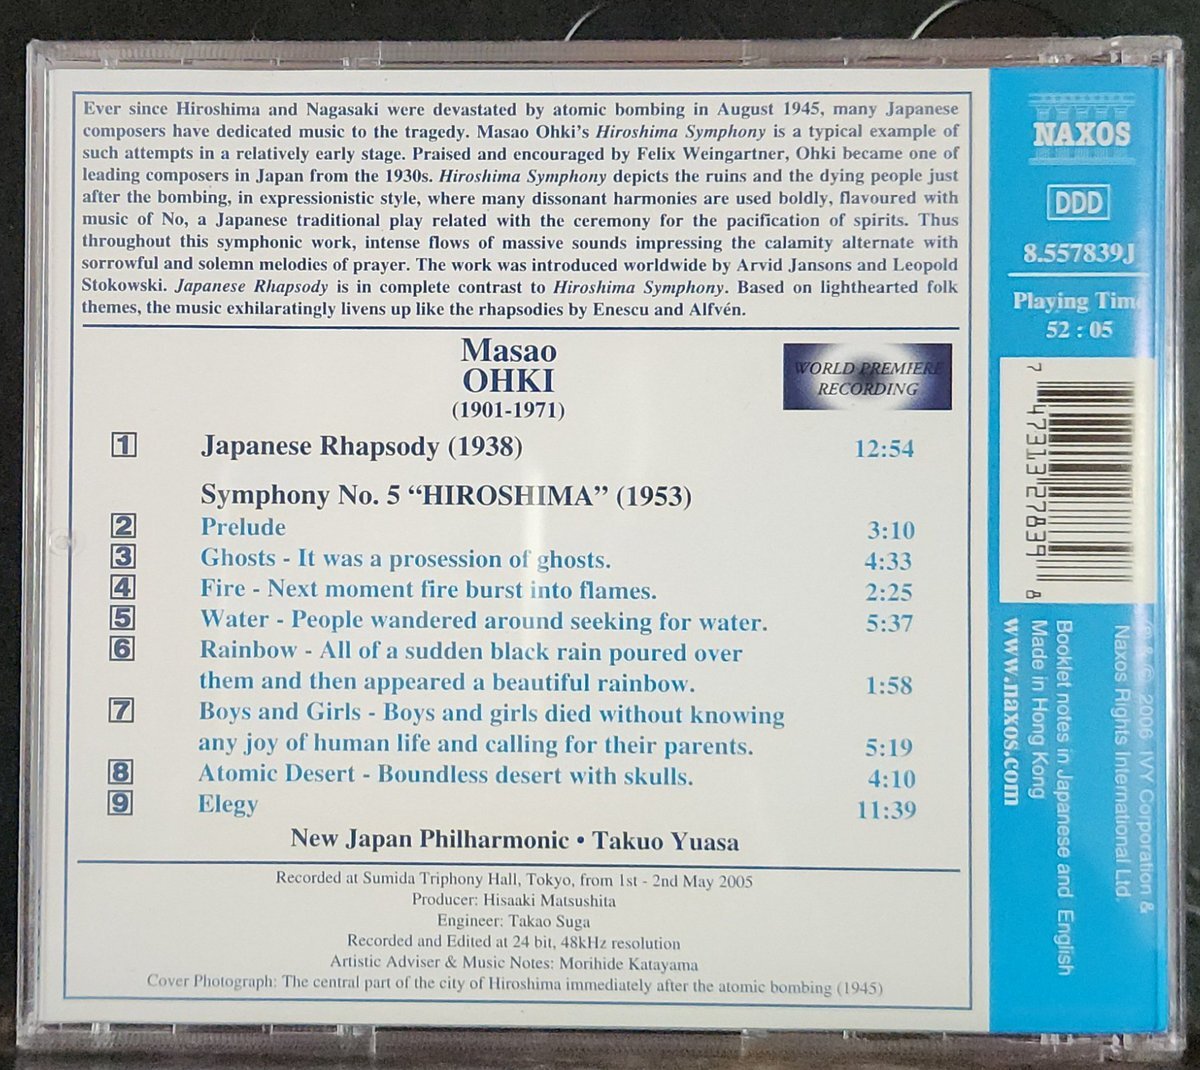 Ever since Hiroshima and Nagasaki were devastated by atomic bombing in August 1945, many Japanese
composers have dedicated music to the tragedy. Masao Ohki's Hiroshima Symphony is a typical example of
such attempts in a relatively early stage. Praised and encouraged by Felix Weingartner, Ohki became one of
leading composers in Japan from the 1930s. Hiroshima Symphony depicts the ruins and the dying people just
after the bombing, in expressionistic style, where many dissonant harmonies are used boldly, flavoured with
music of No, a Japanese traditional play related with the ceremony for the pacification of spirits. Thus
throughout this symphonic work, intense flows of massive sounds impressing the calamity alternate with
sorrowful and solemn melodies of prayer. The work was introduced worldwide by Arvid Jansons and Leopold
Stokowski. Japanese Rhapsody is in complete contrast to Hiroshima Symphony. Based on lighthearted folk
themes, the music exhilaratingly livens up like the rhapsodies by Enescu and Alfvén.
Masao
OHKI
(1901-1971)
WORLD PREMIERE
RECORDING
1 Japanese Rhapsody (1938) 12:54
Symphony No. 5 “HIROSHIMA” (1953)
2 Prelude 3:10
3 Ghosts - It was a prosession of ghosts. 4:33
4 Fire - Next moment fire burst into flames. 2:25
5 Water - People wandered around seeking for water. 5:37
6 Rainbow - All of a sudden black rain poured over
them and then appeared a beautiful rainbow. 1:58
7 Boys and Girls - Boys and girls died without knowing
any joy of human life and calling for their parents. 5:19
8 Atomic Desert - Boundless desert with skulls. 4:10
9 Elegy 11:39
New Japan Philharmonic • Takuo Yuasa
Recorded at Sumida Triphony Hall, Tokyo, from 1st - 2nd May 2005
Producer: Hisaaki Matsushita
Engineer: Takao Suga
Recorded and Edited at 24 bit, 48kHz resolution
Artistic Adviser & Music Notes: Morihide Katayama
Cover Photograph: The central part of the city of Hiroshima immediately after the atomic bombing (1945)
NAXOS
DDD
8.557839J
Playing Time
52 : 05
7 47313 27839 8
℗ & © 2006 IVY Corporation &
Naxos Rights International Ltd.
Booklet notes in Japanese and English
Made in Hong Kong
www.naxos.com